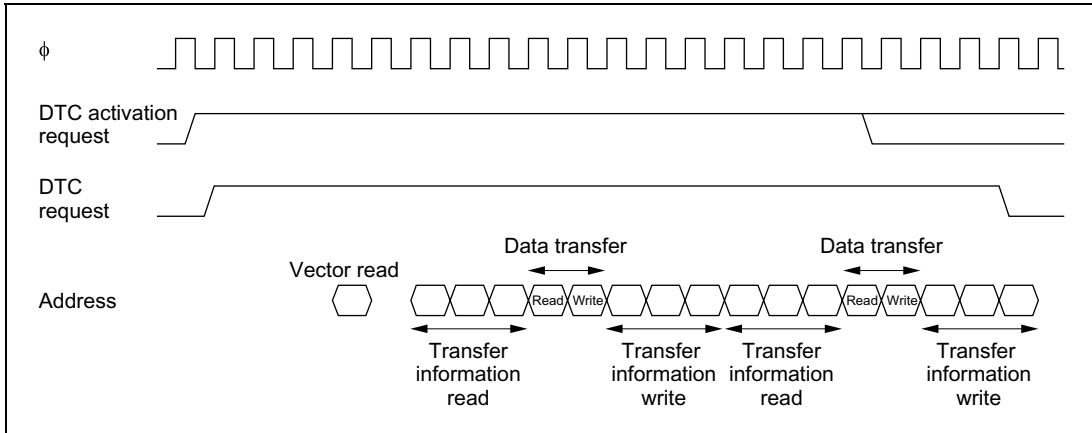 ϕ
DTC activation
request
DTC
request
Data transfer
Data transfer
Vector read
Address
Read
Write
Read
Write
Transfer
information
read
Transfer
information
write
Transfer
information
read
Transfer
information
write